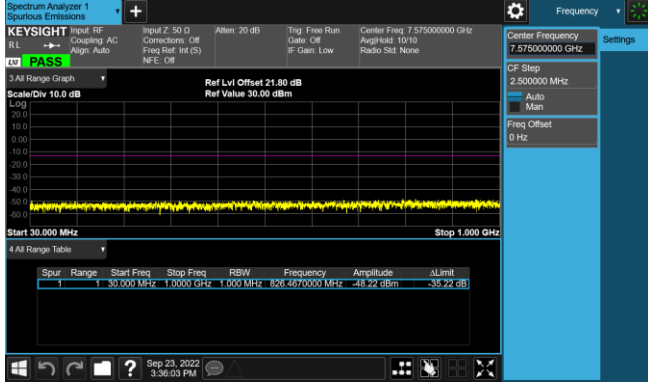 Spectrum Analyzer 1
Spurious Emissions
Frequency
KEYSIGHT
RL
Input: RF
Coupling: AC
Align: Auto
Input Z: 50 Ω
Corrections: Off
Freq Ref: Int (S)
NFE: Off
Atten: 20 dB
Trig: Free Run
Gate: Off
IF Gain: Low
Center Freq: 7.575000000 GHz
Avg|Hold: 10/10
Radio Std: None
PASS
Center Frequency
7.575000000 GHz
Settings
CF Step
2.500000 MHz
Auto
Man
Freq Offset
0 Hz
3 All Range Graph
Scale/Div 10.0 dB
Ref Lvl Offset 21.80 dB
Ref Value 30.00 dBm
Log
20.0
10.0
0.00
-10.0
-20.0
-30.0
-40.0
-50.0
-60.0
Start 30.000 MHz
Stop 1.000 GHz
4 All Range Table
Spur Range Start Freq Stop Freq RBW Frequency Amplitude ΔLimit
1 1 30.000 MHz 1.0000 GHz 1.000 MHz 826.4670000 MHz -48.22 dBm -35.22 dB
Sep 23, 2022
3:36:03 PM